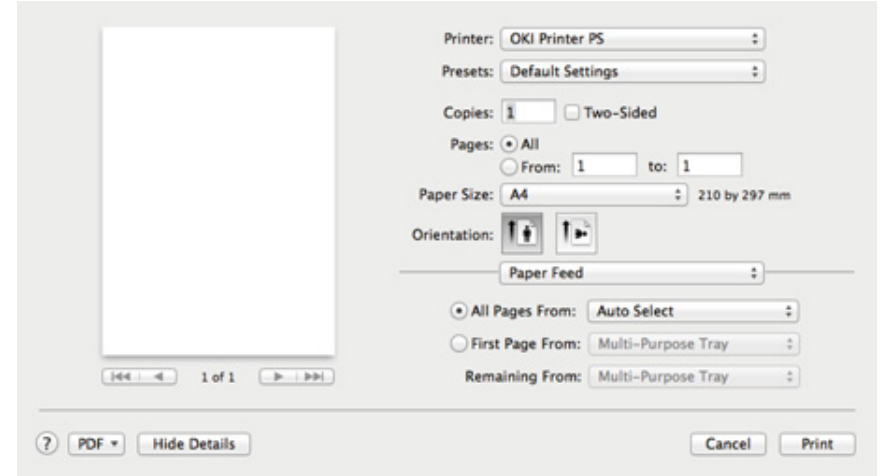 Printer: OKI Printer PS
Presets: Default Settings
Copies: 1 Two-Sided
Pages: All
From: 1 to: 1
Paper Size: A4 210 by 297 mm
Orientation:
Paper Feed
All Pages From: Auto Select
First Page From: Multi-Purpose Tray
Remaining From: Multi-Purpose Tray
1 of 1
? PDF Hide Details Cancel Print